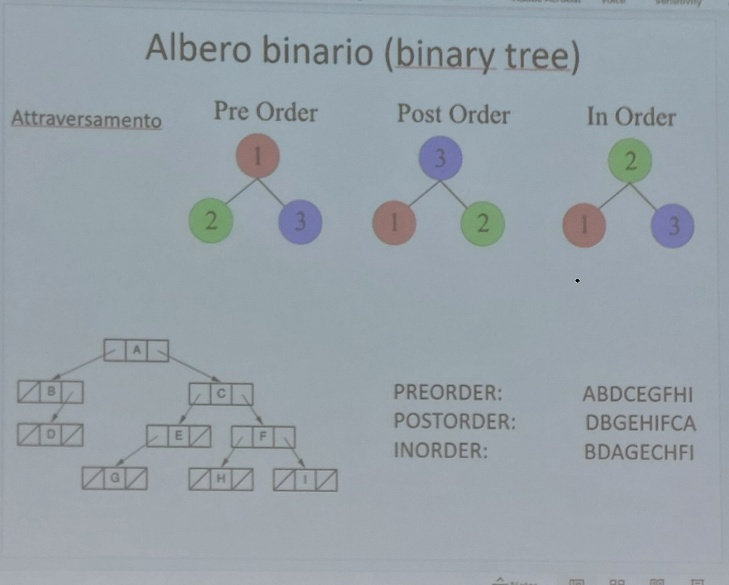 Albero binario (binary tree)
Attraversamento
Pre Order
Post Order
In Order
1
2
3
3
1
2
2
1
3
A
B
C
D
E
F
G
H
I
PREORDER: ABDCEGFHI
POSTORDER: DBGEHIFCA
INORDER: BDAGECHFI